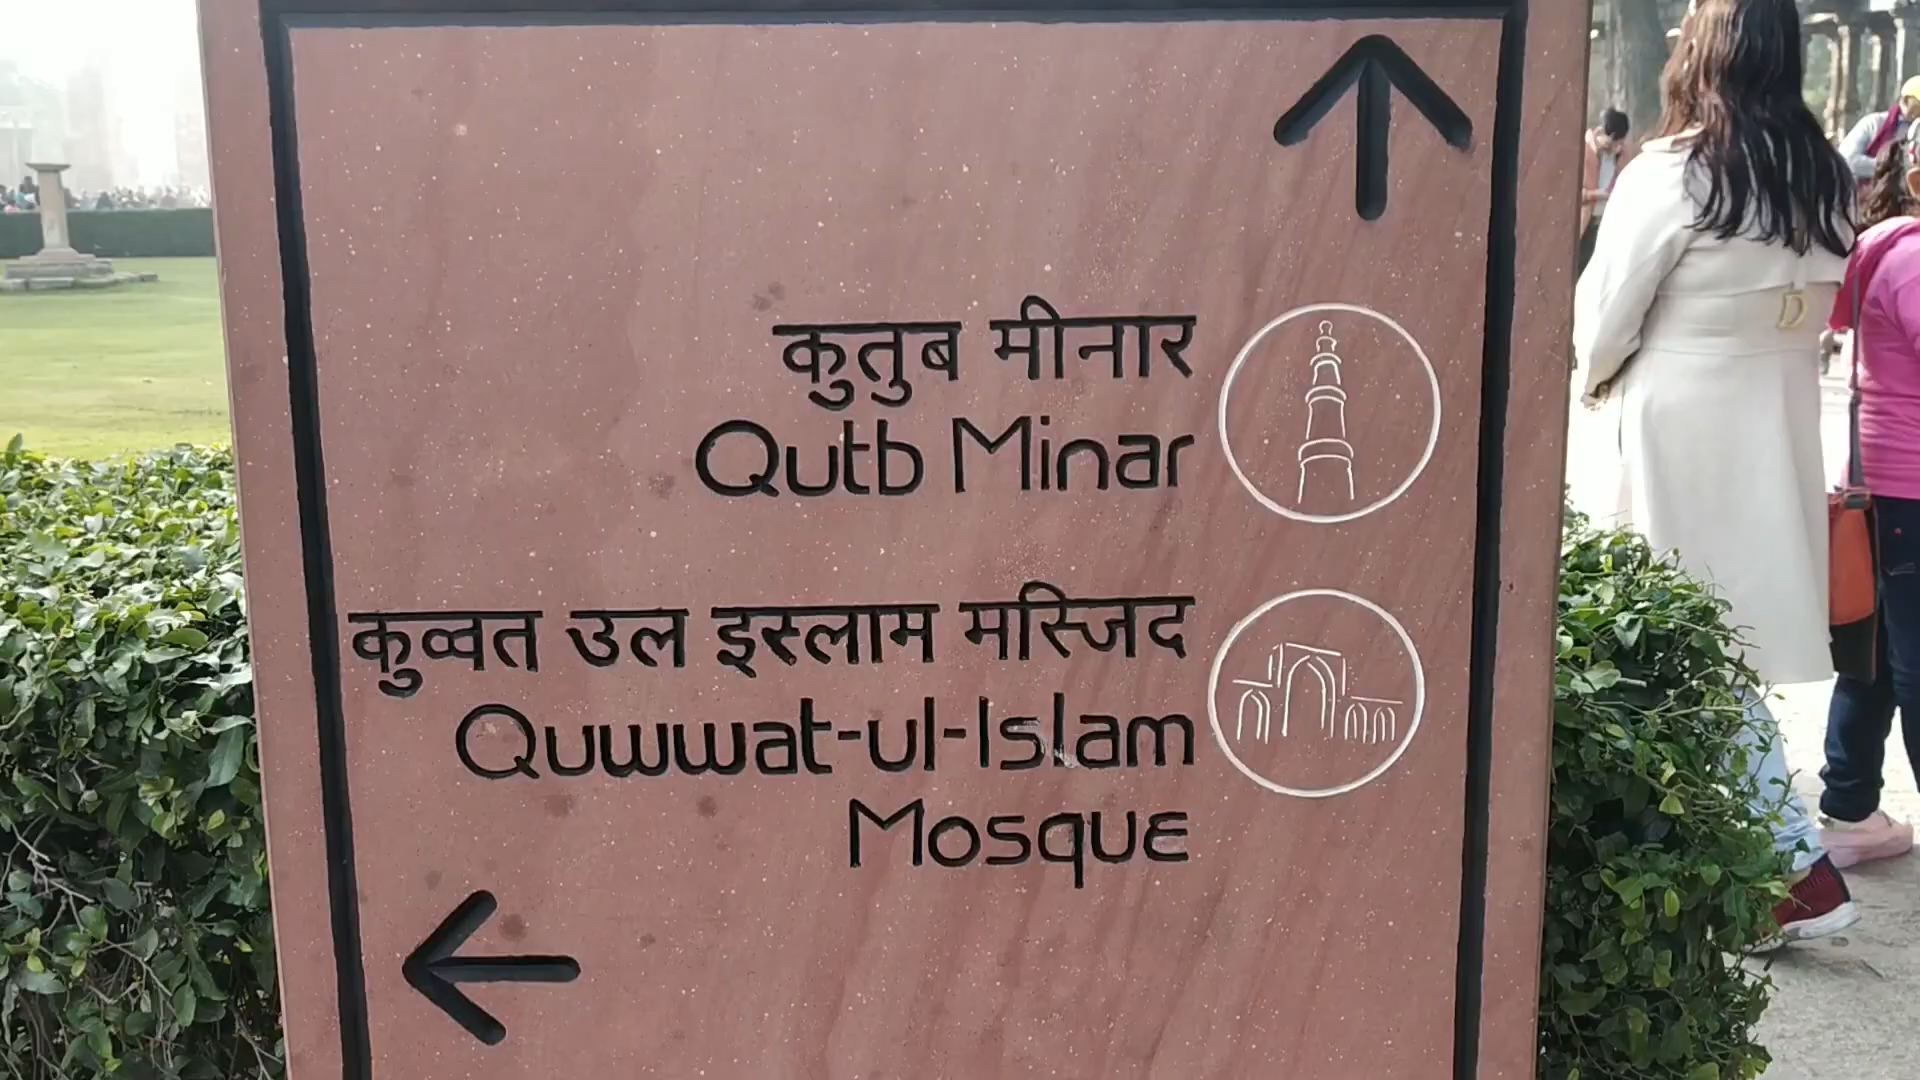 कुतुब मीनार
Qutb Minar
कुव्वत उल इस्लाम मस्जिद
Quwwat-ul-Islam
Mosque